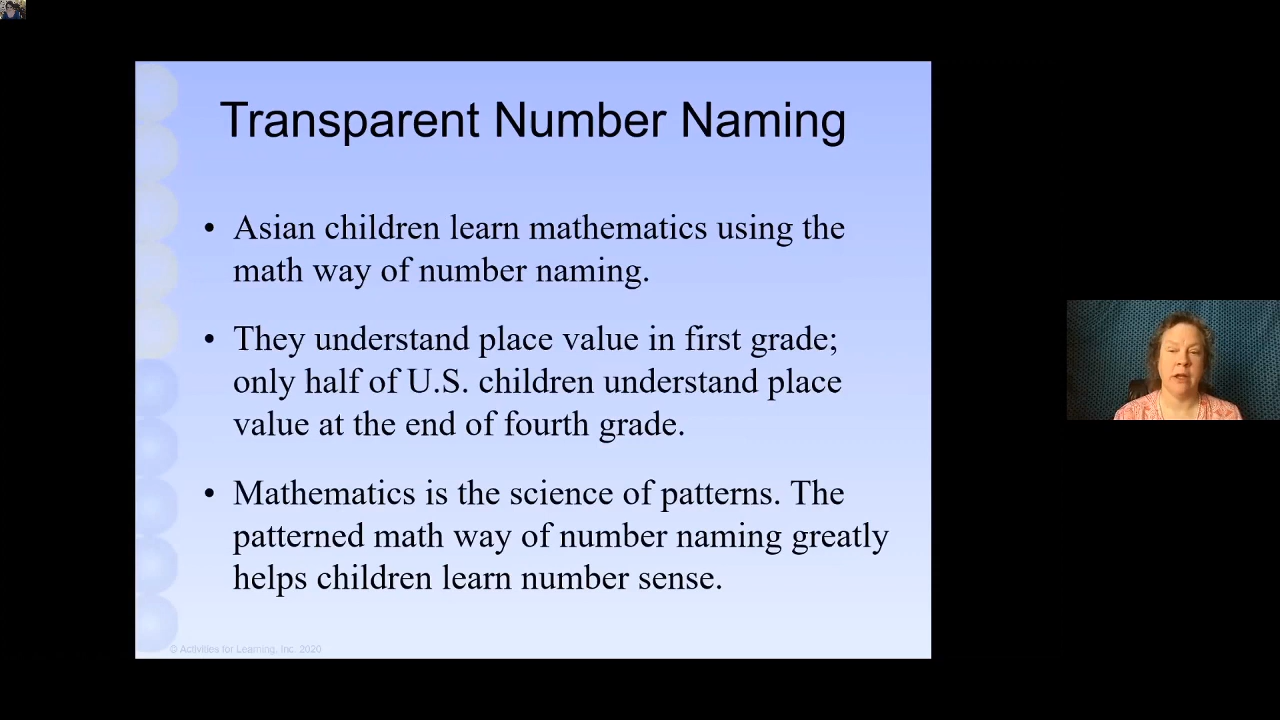 Transparent Number Naming
• Asian children learn mathematics using the
math way of number naming.
• They understand place value in first grade;
only half of U.S. children understand place
value at the end of fourth grade.
• Mathematics is the science of patterns. The
patterned math way of number naming greatly
helps children learn number sense.
© Activities for Learning, Inc. 2020